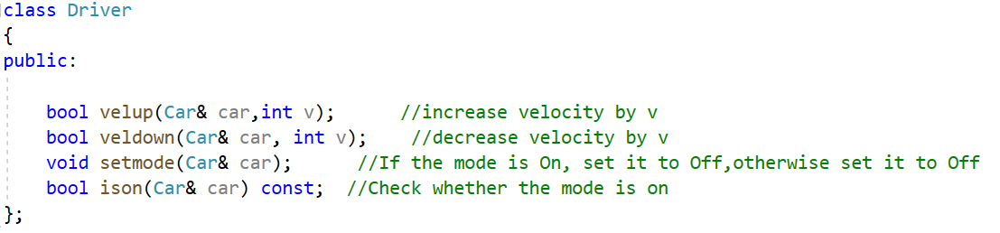 class Driver
{
public:
bool velup(Car& car,int v); //increase velocity by v
bool veldown(Car& car, int v); //decrease velocity by v
void setmode(Car& car); //If the mode is On, set it to Off,otherwise set it to Off
bool ison(Car& car) const; //Check whether the mode is on
};